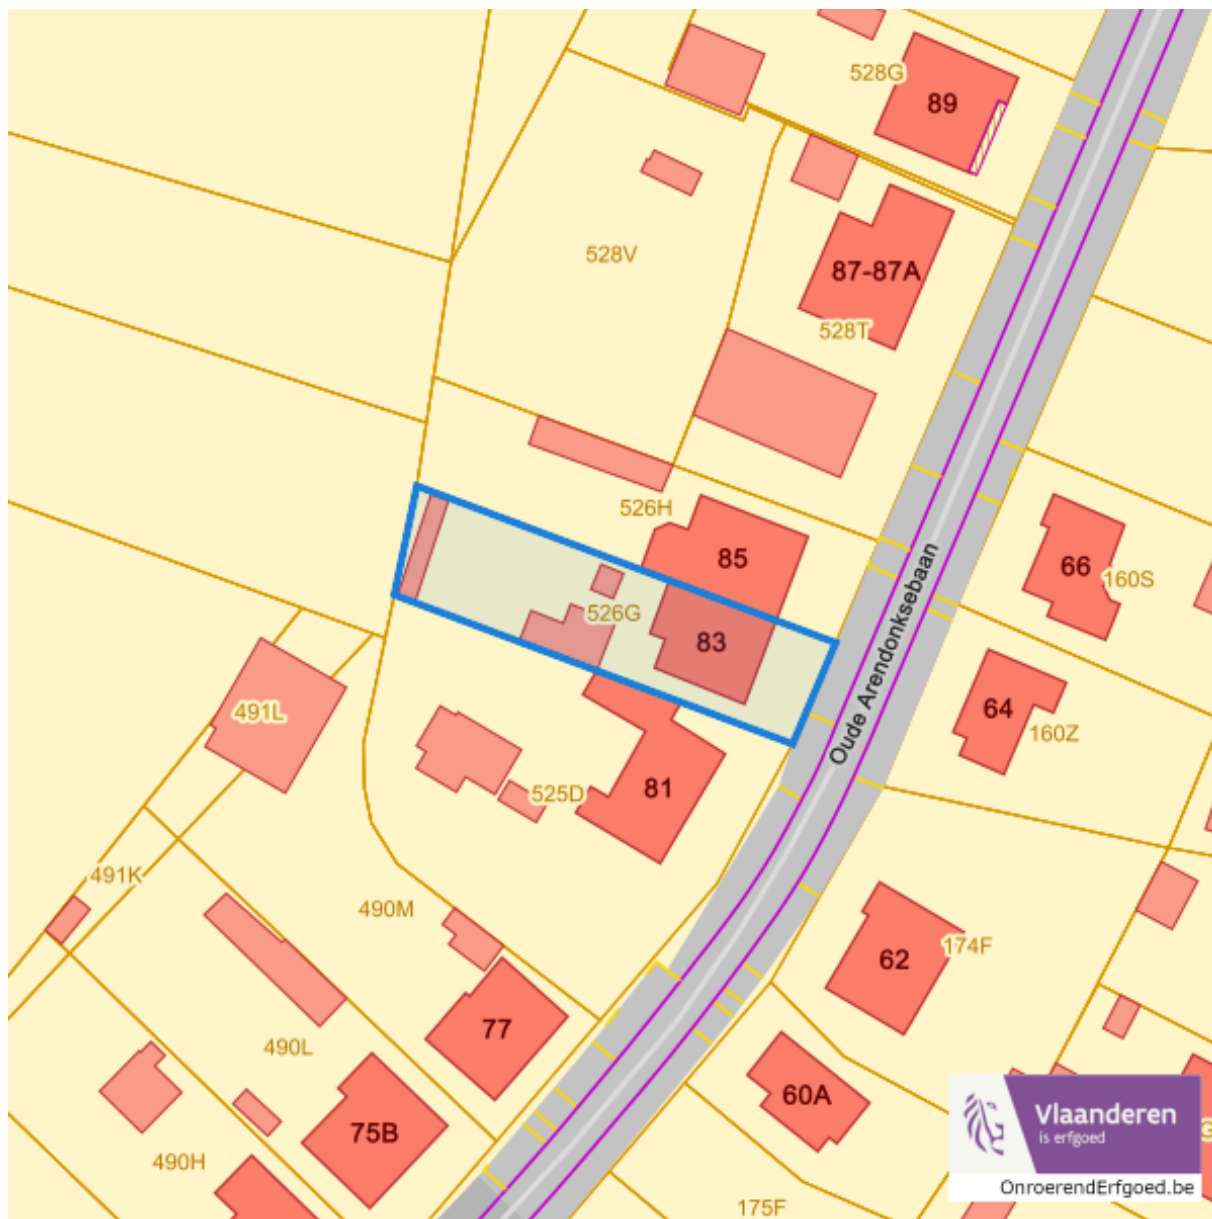 528G
89
528V
87-87A
528T
526H
85
66
160S
526G
83
Oude Arendonksebaan
64
160Z
491L
81
525D
491K
490M
62
174F
77
490L
60A
75B
490H
175F
G
Vlaanderen
is erfgoed
OnroerendErfgoed.be